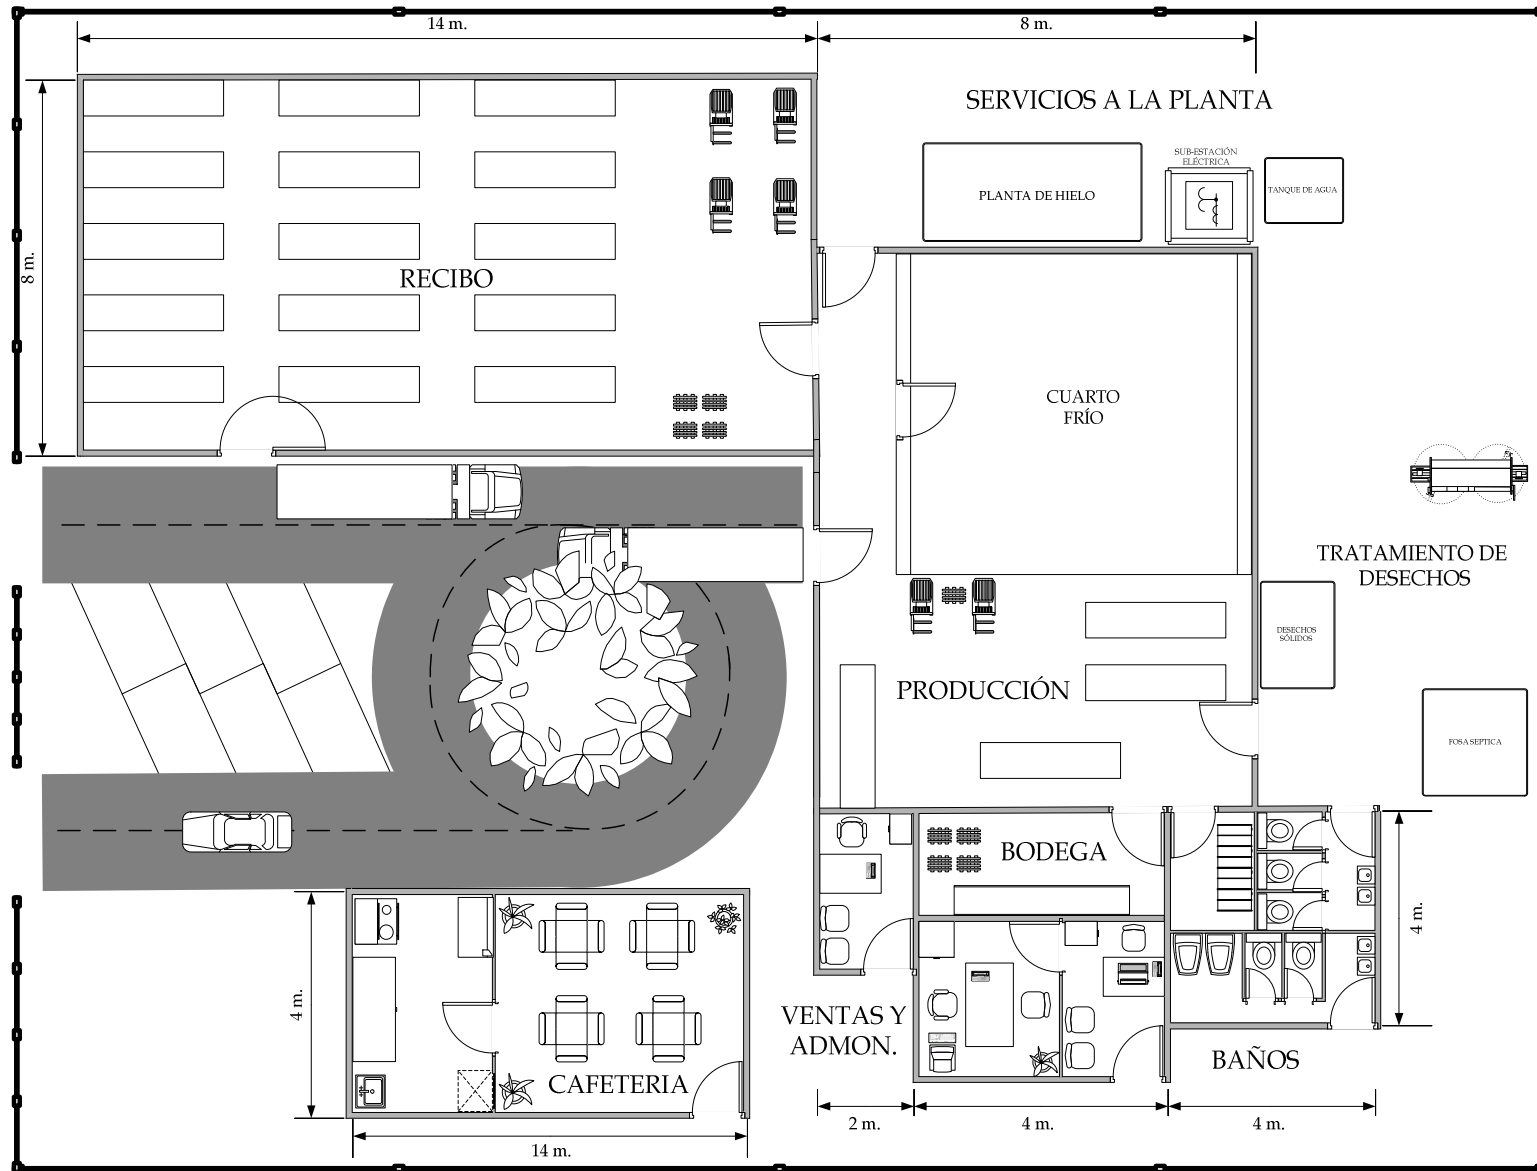 14 m.
8 m.
SERVICIOS A LA PLANTA
SUB-ESTACIÓN
ELÉCTRICA
PLANTA DE HIELO
TANQUE DE AGUA
8 m.
RECIBO
CUARTO
FRÍO
TRATAMIENTO DE
DESECHOS
DESECHOS
SÓLIDOS
PRODUCCIÓN
FOSA SEPTICA
BODEGA
4 m.
4 m.
VENTAS Y
ADMON.
BAÑOS
CAFETERIA
2 m.
4 m.
4 m.
14 m.